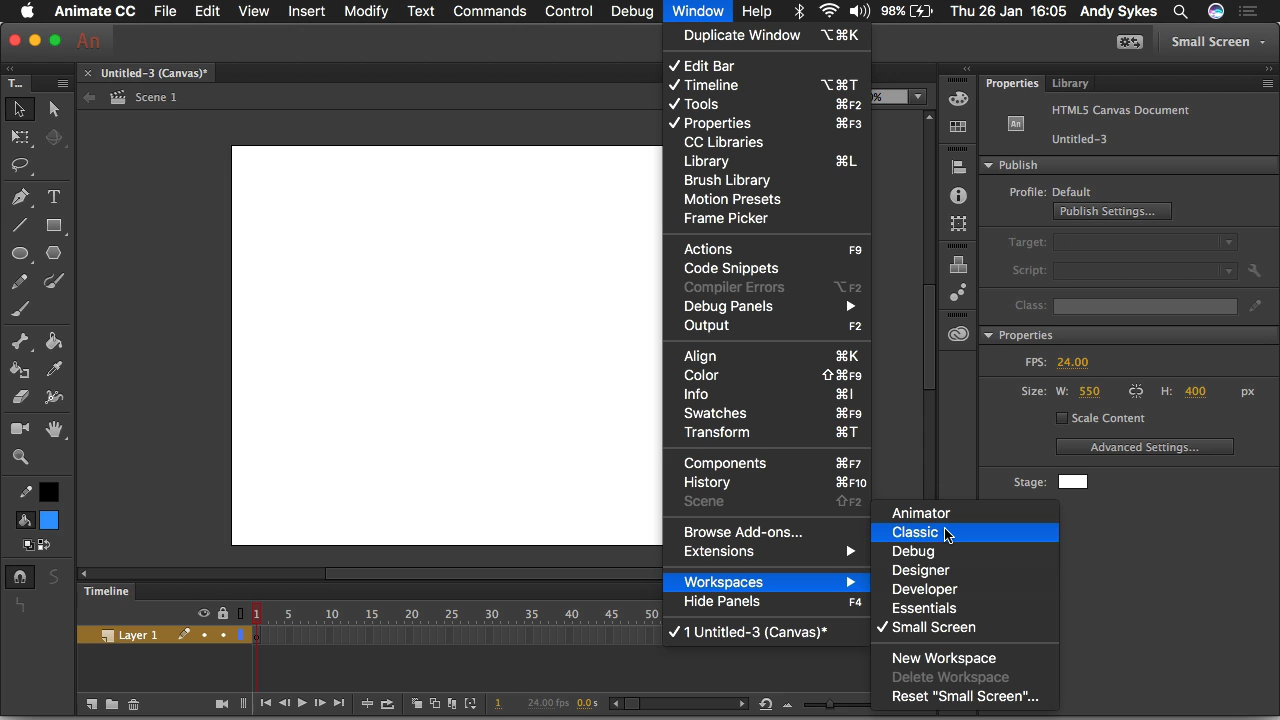 Animate CC File Edit View Insert Modify Text Commands Control Debug Window Help 98% Thu 26 Jan 16:05 Andy Sykes
An Small Screen
T... Untitled-3 (Canvas)*
Scene 1
Duplicate Window ⌥⌘K
✓ Edit Bar
✓ Timeline ⌥⌘T
✓ Tools ⌘F2
✓ Properties ⌘F3
CC Libraries
Library ⌘L
Brush Library
Motion Presets
Frame Picker
Actions F9
Code Snippets
Compiler Errors ⌥F2
Debug Panels
Output F2
Align ⌘K
Color ⇧⌘F9
Info ⌘I
Swatches ⌘F9
Transform ⌘T
Components ⌘F7
History ⌘F10
Scene ⇧F2
Browse Add-ons...
Extensions
Workspaces
Hide Panels F4
✓ 1 Untitled-3 (Canvas)*
Animator
Classic
Debug
Designer
Developer
Essentials
✓ Small Screen
New Workspace
Delete Workspace
Reset "Small Screen"...
Properties Library
An HTML5 Canvas Document
Untitled-3
Publish
Profile: Default
Publish Settings...
Target:
Script:
Class:
Properties
FPS: 24.00
Size: W: 550 H: 400 px
Scale Content
Advanced Settings...
Stage:
Timeline
1 5 10 15 20 25 30 35 40 45 50
Layer 1
1 24.00 fps 0.0 s